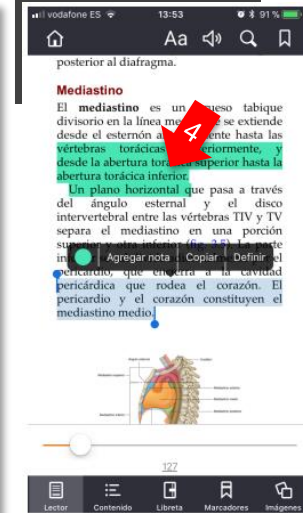 vodafone ES 13:53 91 %
Aa
posterior al diafragma.
Mediastino
El mediastino es un grueso tabique
divisorio en la línea se extiende
desde el esternón hasta las
vértebras torácicas posteriormente, y
desde la abertura torácica superior hasta la
abertura torácica inferior.
4
Un plano horizontal que pasa a través
del ángulo esternal y el disco
intervertebral entre las vértebras TIV y TV
separa el mediastino en una porción
superior y otra inferior (fig. 3.5). La parte
Agregar nota Copiar Definir
pericardio, que encierra a la cavidad
pericárdica que rodea el corazón. El
pericardio y el corazón constituyen el
mediastino medio.
127
Lector Contenido Libreta Marcadores Imágenes